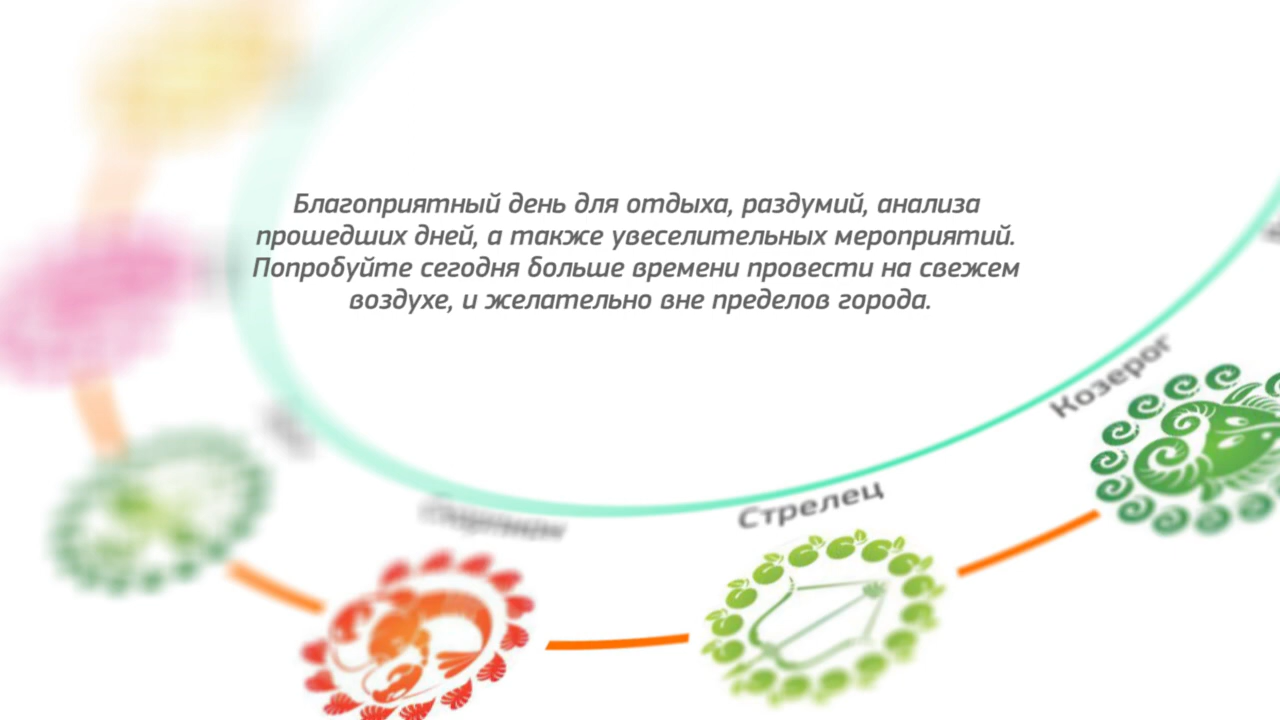 Благоприятный день для отдыха, раздумий, анализа
прошедших дней, а также увеселительных мероприятий.
Попробуйте сегодня больше времени провести на свежем
воздухе, и желательно вне пределов города.
Козерог
Стрелец